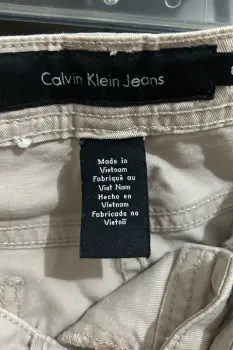 Calvin Klein Jeans
Made in
Vietnam
Fabriqué au
Viet Nam
Hecho en
Vietnam
Fabricado no
Vietnã